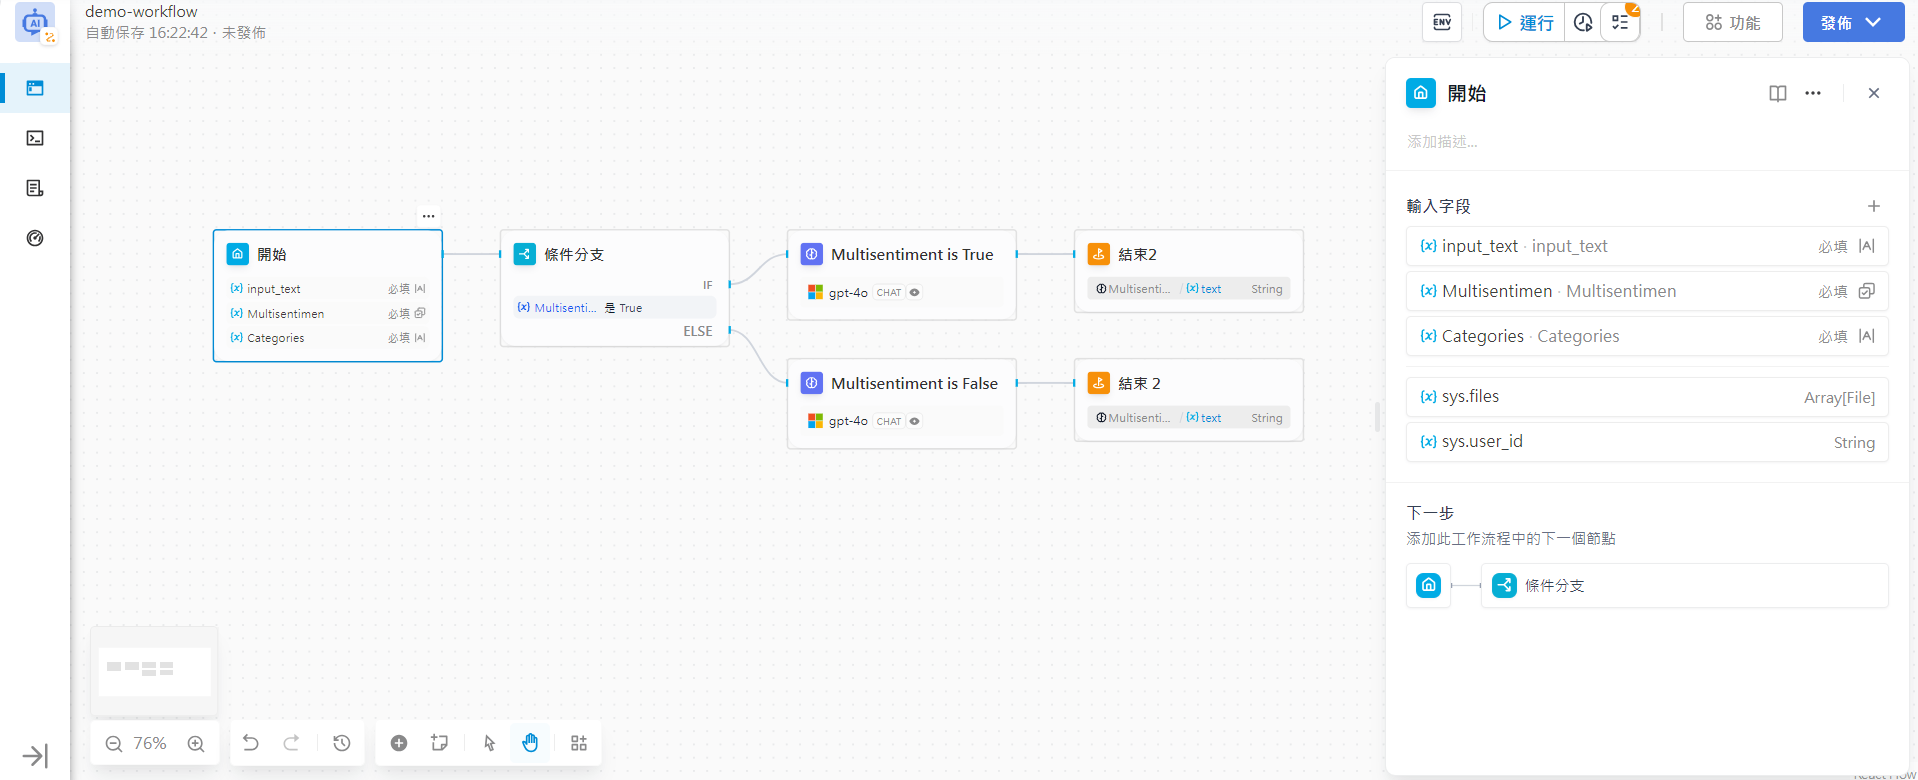 demo-workflow
自動保存 16:22:42 · 未發佈
ENV
運行
2
功能
發佈
開始
input_text 必填
Multisentimen 必填
Categories 必填
條件分支
IF
Multisenti... 是 True
ELSE
Multisentiment is True
gpt-4o CHAT
結束2
Multisenti... / {x} text String
Multisentiment is False
gpt-4o CHAT
結束 2
Multisenti... / {x} text String
開始
添加描述...
輸入字段
{x} input_text · input_text 必填
{x} Multisentimen · Multisentimen 必填
{x} Categories · Categories 必填
{x} sys.files Array[File]
{x} sys.user_id String
下一步
添加此工作流程中的下一個節點
條件分支
76%
React Flow